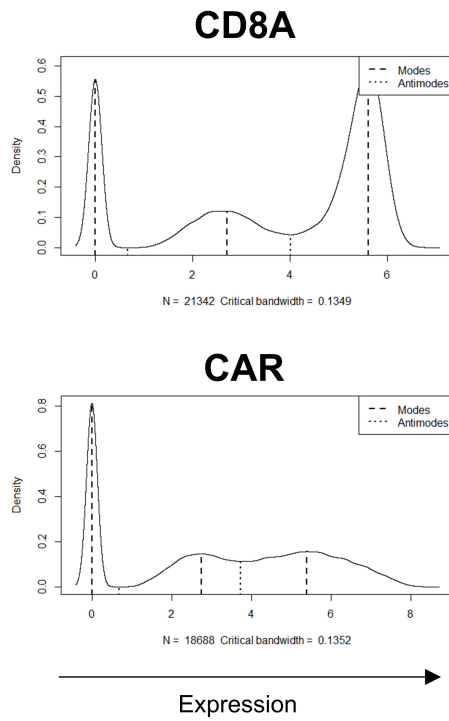 CD8A
Modes
Antimodes
Density
0.0 0.1 0.2 0.3 0.4 0.5 0.6
0 2 4 6
N = 21342 Critical bandwidth = 0.1349
CAR
Modes
Antimodes
Density
0.0 0.2 0.4 0.6 0.8
0 2 4 6 8
N = 18688 Critical bandwidth = 0.1352
Expression